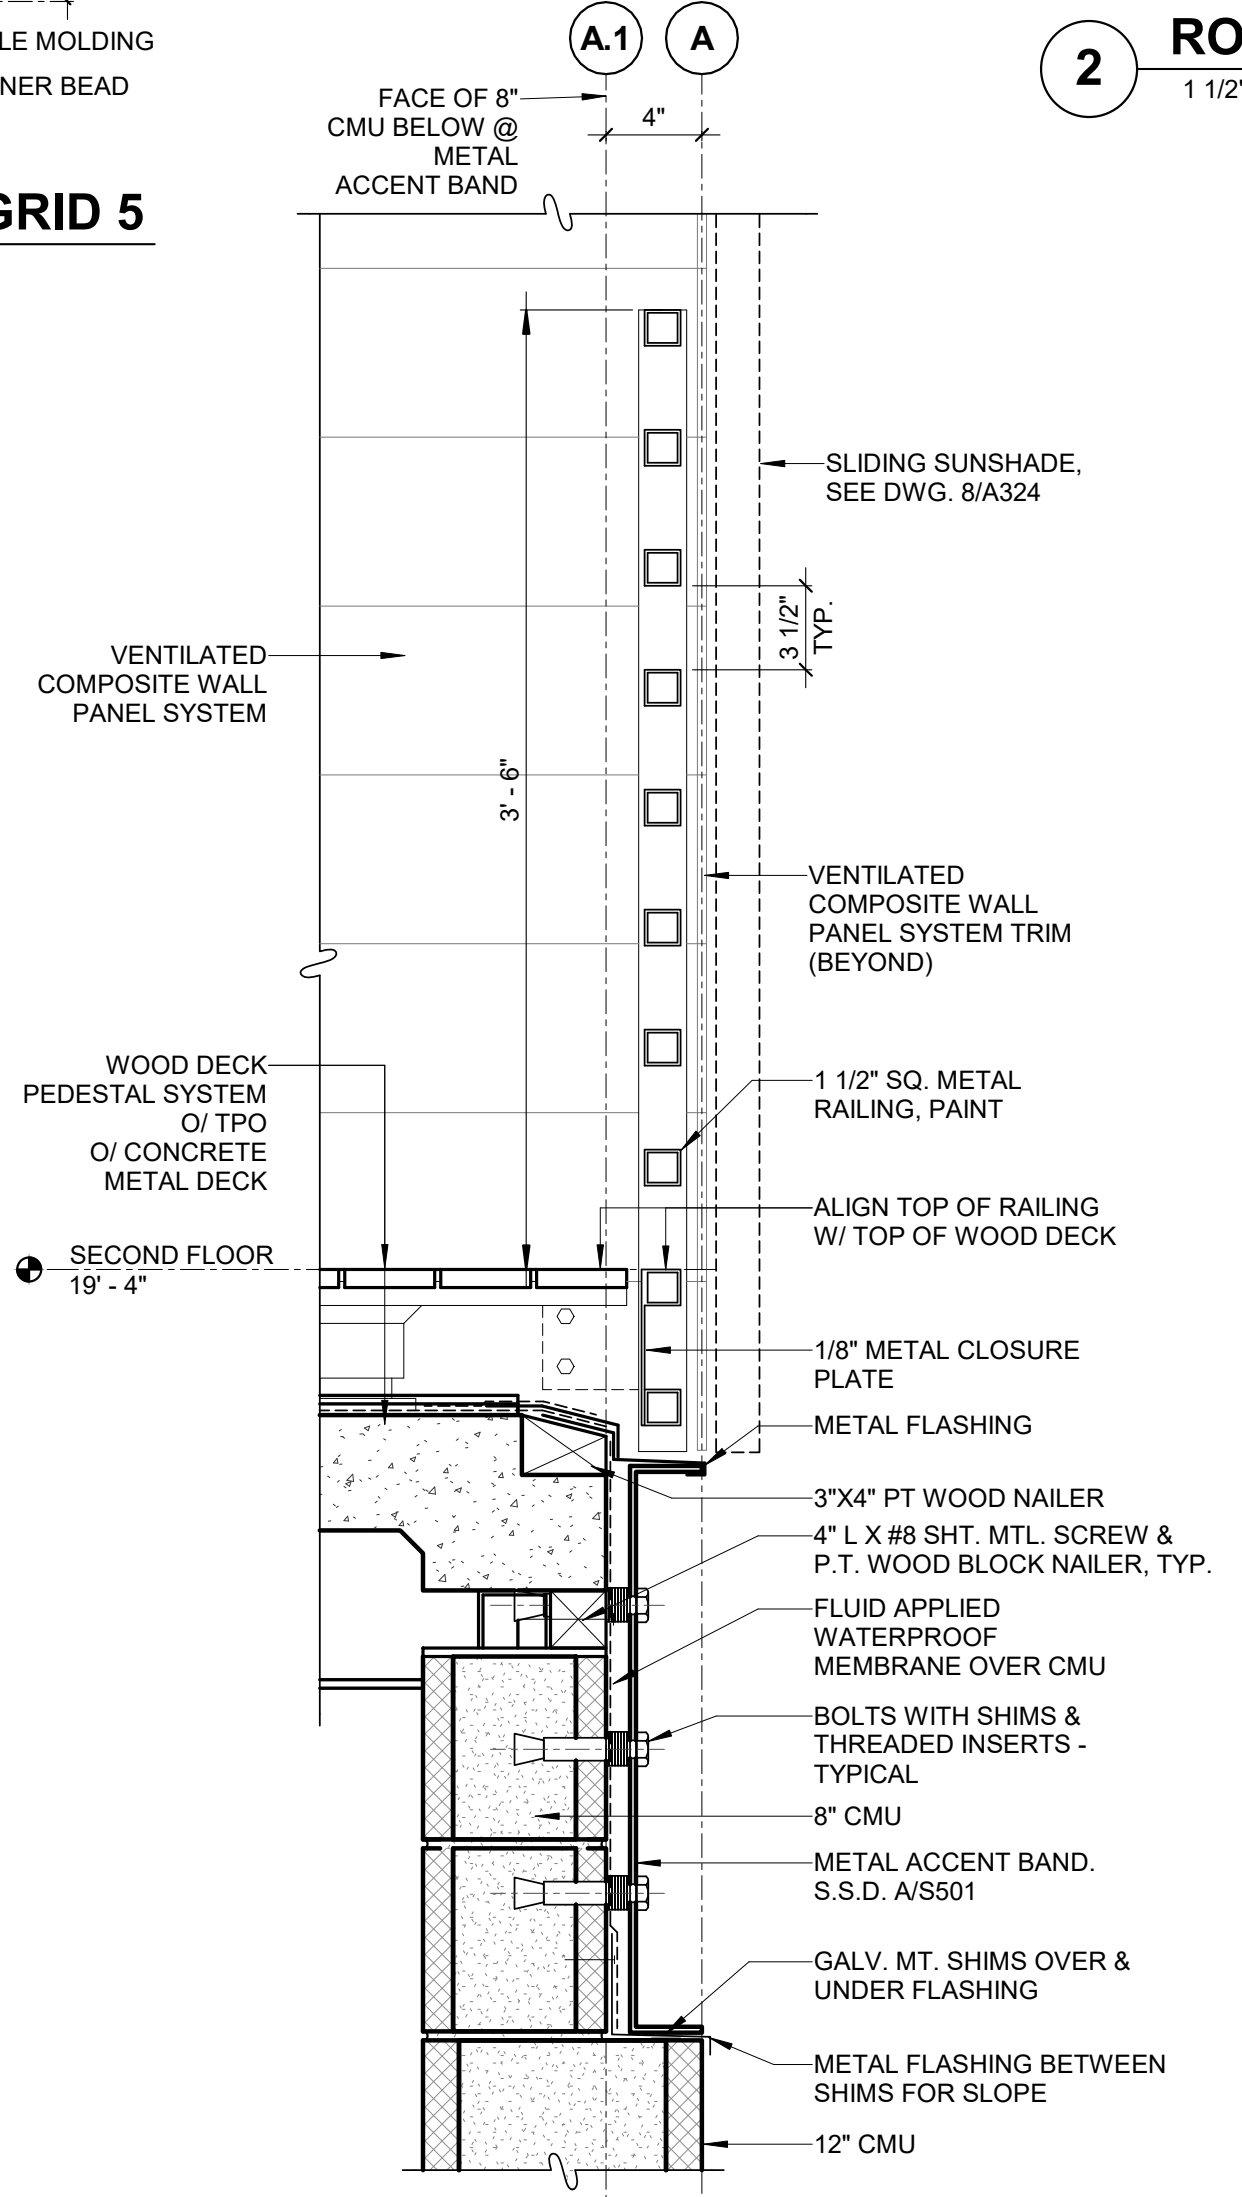 LE MOLDING
NER BEAD
GRID 5
A.1
A
2
RO
1 1/2"
FACE OF 8"
CMU BELOW @
METAL
ACCENT BAND
4"
SLIDING SUNSHADE,
SEE DWG. 8/A324
3 1/2"
TYP.
VENTILATED
COMPOSITE WALL
PANEL SYSTEM
3' - 6"
VENTILATED
COMPOSITE WALL
PANEL SYSTEM TRIM
(BEYOND)
WOOD DECK
PEDESTAL SYSTEM
O/ TPO
O/ CONCRETE
METAL DECK
1 1/2" SQ. METAL
RAILING, PAINT
ALIGN TOP OF RAILING
W/ TOP OF WOOD DECK
SECOND FLOOR
19' - 4"
1/8" METAL CLOSURE
PLATE
METAL FLASHING
3"X4" PT WOOD NAILER
4" L X #8 SHT. MTL. SCREW &
P.T. WOOD BLOCK NAILER, TYP.
FLUID APPLIED
WATERPROOF
MEMBRANE OVER CMU
BOLTS WITH SHIMS &
THREADED INSERTS -
TYPICAL
8" CMU
METAL ACCENT BAND.
S.S.D. A/S501
GALV. MT. SHIMS OVER &
UNDER FLASHING
METAL FLASHING BETWEEN
SHIMS FOR SLOPE
12" CMU